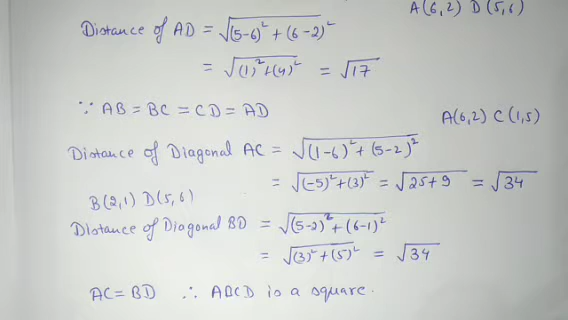 A(6,2) D(5,6)
Distance of AD = √(5-6)² + (6-2)²
= √(1)² + (4)² = √17
∵ AB = BC = CD = AD
A(6,2) C(1,5)
Distance of Diagonal AC = √(1-6)² + (5-2)²
= √(-5)² + (3)² = √25+9 = √34
B(2,1) D(5,6)
Distance of Diagonal BD = √(5-2)² + (6-1)²
= √(3)² + (5)² = √34
AC = BD ∴ ABCD is a square.